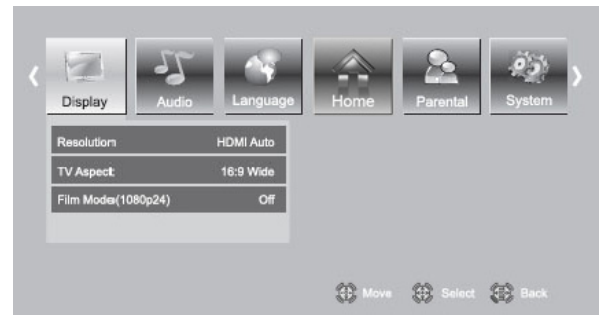 Display Audio Language Home Parental System
Resolution: HDMI Auto
TV Aspect: 16:9 Wide
Film Mode:(1080p24) Off
Move Select Back